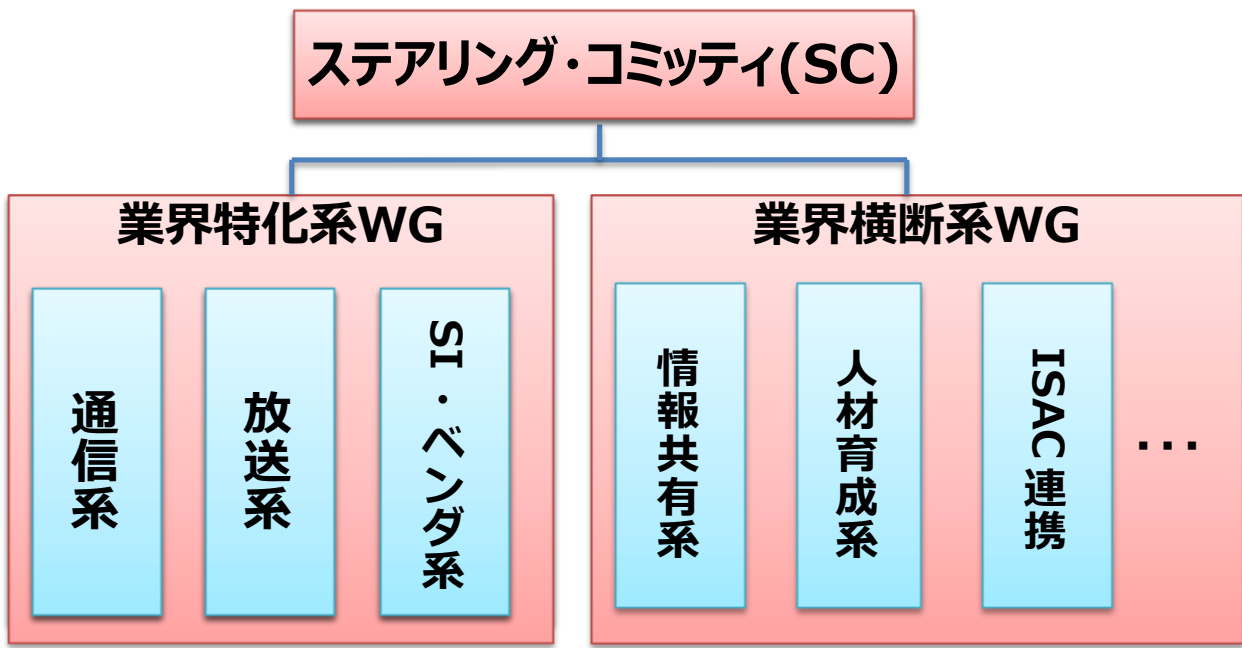 ステアリング・コミッティ(SC)
業界特化系WG
通信系
放送系
SI・ベンダ系
業界横断系WG
情報共有系
人材育成系
ISAC連携
・・・